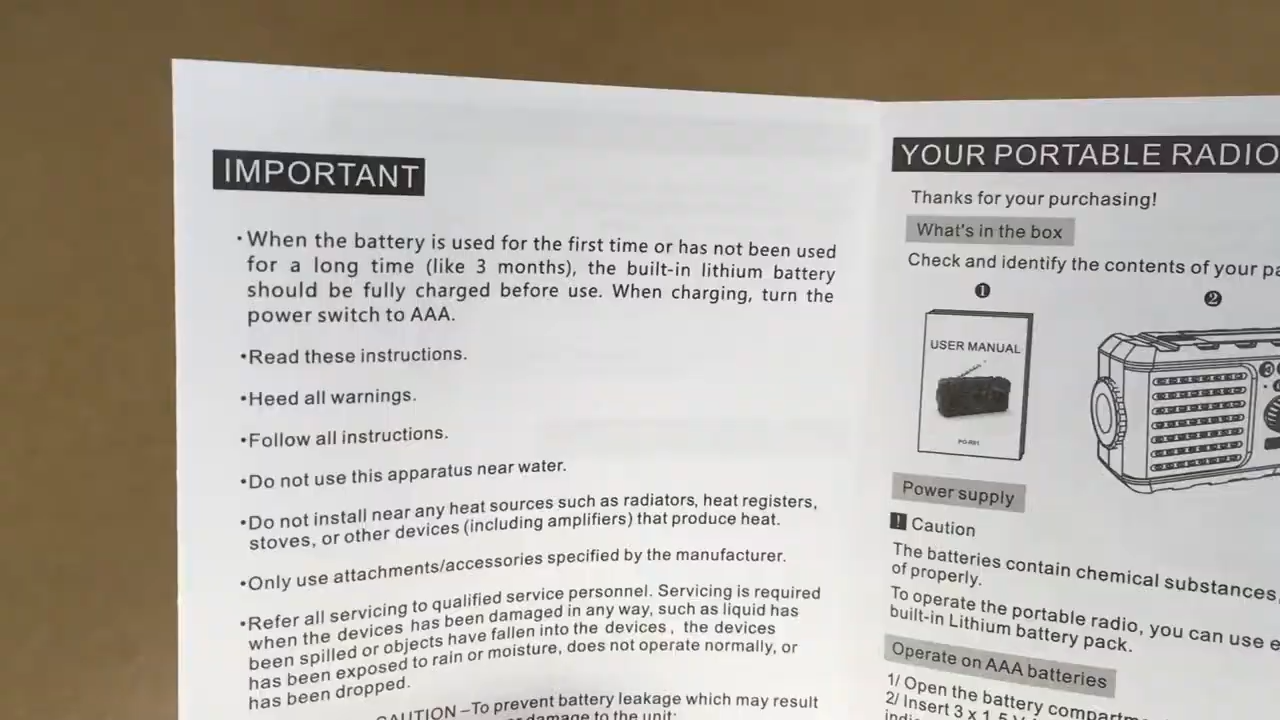 IMPORTANT
·When the battery is used for the first time or has not been used
for a long time (like 3 months), the built-in lithium battery
should be fully charged before use. When charging, turn the
power switch to AAA.
·Read these instructions.
·Heed all warnings.
·Follow all instructions.
·Do not use this apparatus near water.
·Do not install near any heat sources such as radiators, heat registers,
stoves, or other devices (including amplifiers) that produce heat.
·Only use attachments/accessories specified by the manufacturer.
·Refer all servicing to qualified service personnel. Servicing is required
when the devices has been damaged in any way, such as liquid has
been spilled or objects have fallen into the devices, the devices
has been exposed to rain or moisture, does not operate normally, or
has been dropped.
CAUTION –To prevent battery leakage which may result
damage to the unit:
YOUR PORTABLE RADIO
Thanks for your purchasing!
What's in the box
Check and identify the contents of your
❶
❷
USER MANUAL
Power supply
! Caution
The batteries contain chemical substances,
of properly.
To operate the portable radio, you can use
built-in Lithium battery pack.
Operate on AAA batteries
1/ Open the battery
2/ Insert 3 x 1.5